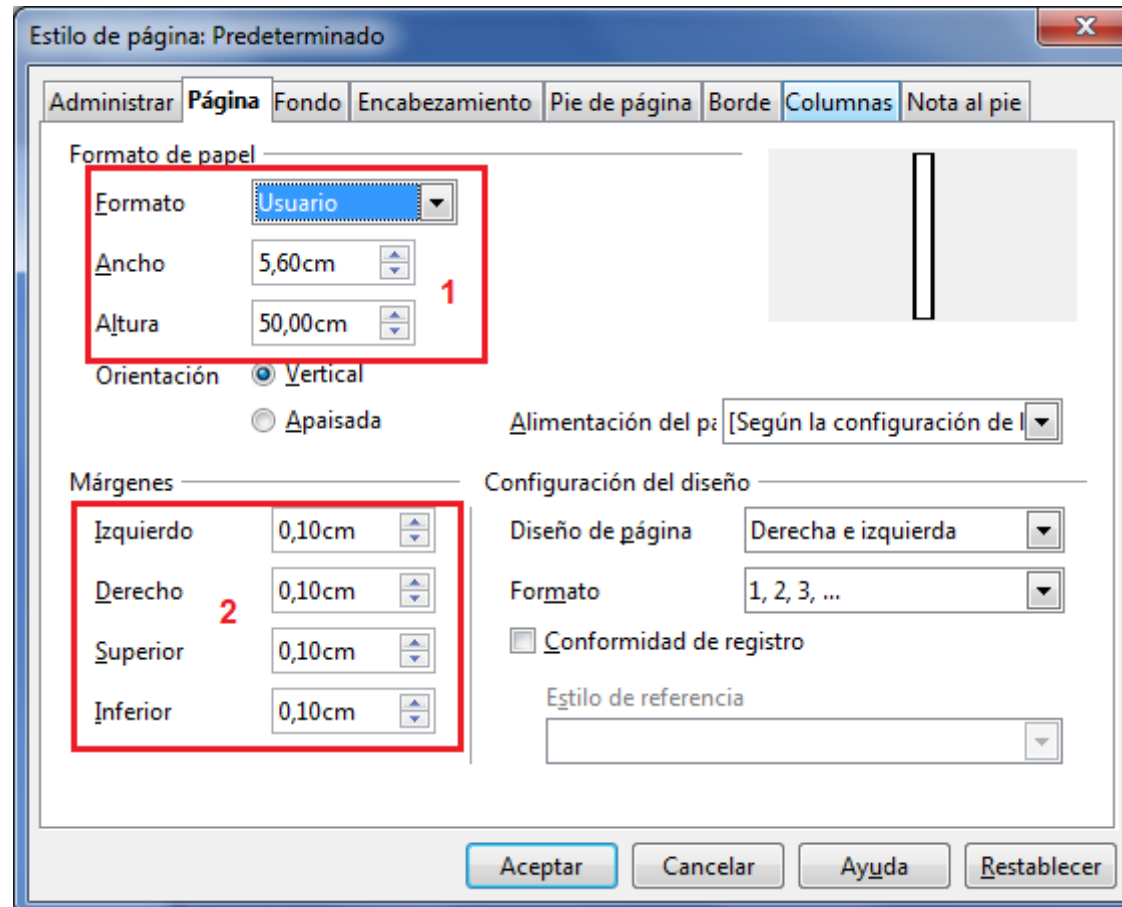 Estilo de página: Predeterminado
Administrar Página Fondo Encabezamiento Pie de página Borde Columnas Nota al pie
Formato de papel
Formato Usuario
Ancho 5,60cm
1
Altura 50,00cm
Orientación Vertical
Apaisada Alimentación del pa [Según la configuración de l
Márgenes Configuración del diseño
Izquierdo 0,10cm Diseño de página Derecha e izquierda
Derecho 0,10cm Formato 1, 2, 3, ...
2
Conformidad de registro
Superior 0,10cm
Estilo de referencia
Inferior 0,10cm
Aceptar Cancelar Ayuda Restablecer